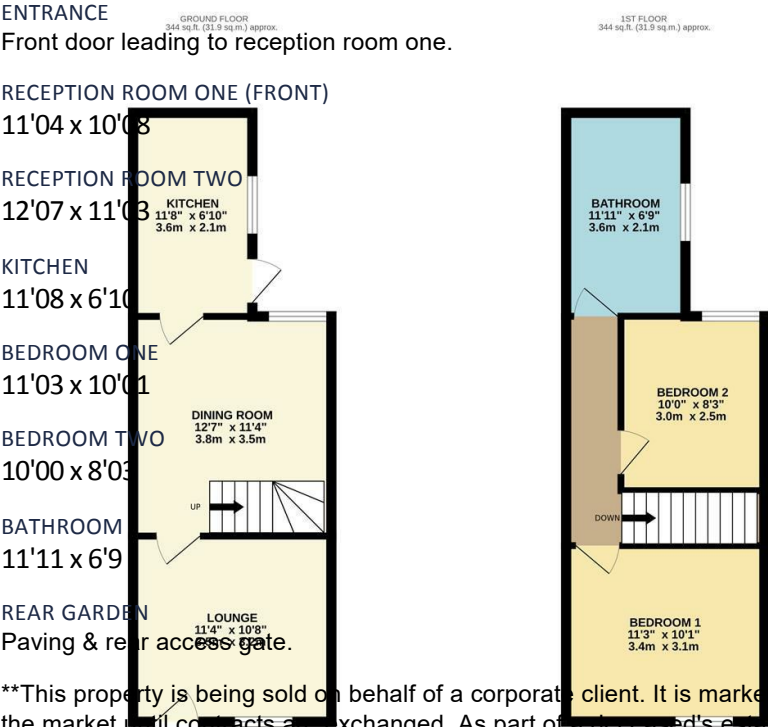 ENTRANCE
Front door leading to reception room one.
RECEPTION ROOM ONE (FRONT)
11'04 x 10'08
RECEPTION ROOM TWO
12'07 x 11'03
KITCHEN
11'08 x 6'10
BEDROOM ONE
11'03 x 10'01
BEDROOM TWO
10'00 x 8'03
BATHROOM
11'11 x 6'9
REAR GARDEN
Paving & rear access gate.
**This property is being sold on behalf of a corporate client. It is marke
the market until contracts are exchanged. As part of
GROUND FLOOR
344 sq.ft. (31.9 sq.m.) approx.
KITCHEN
11'8" x 6'10"
3.6m x 2.1m
DINING ROOM
12'7" x 11'4"
3.8m x 3.5m
UP
LOUNGE
11'4" x 10'8"
1ST FLOOR
344 sq.ft. (31.9 sq.m.) approx.
BATHROOM
11'11" x 6'9"
3.6m x 2.1m
BEDROOM 2
10'0" x 8'3"
3.0m x 2.5m
DOWN
BEDROOM 1
11'3" x 10'1"
3.4m x 3.1m